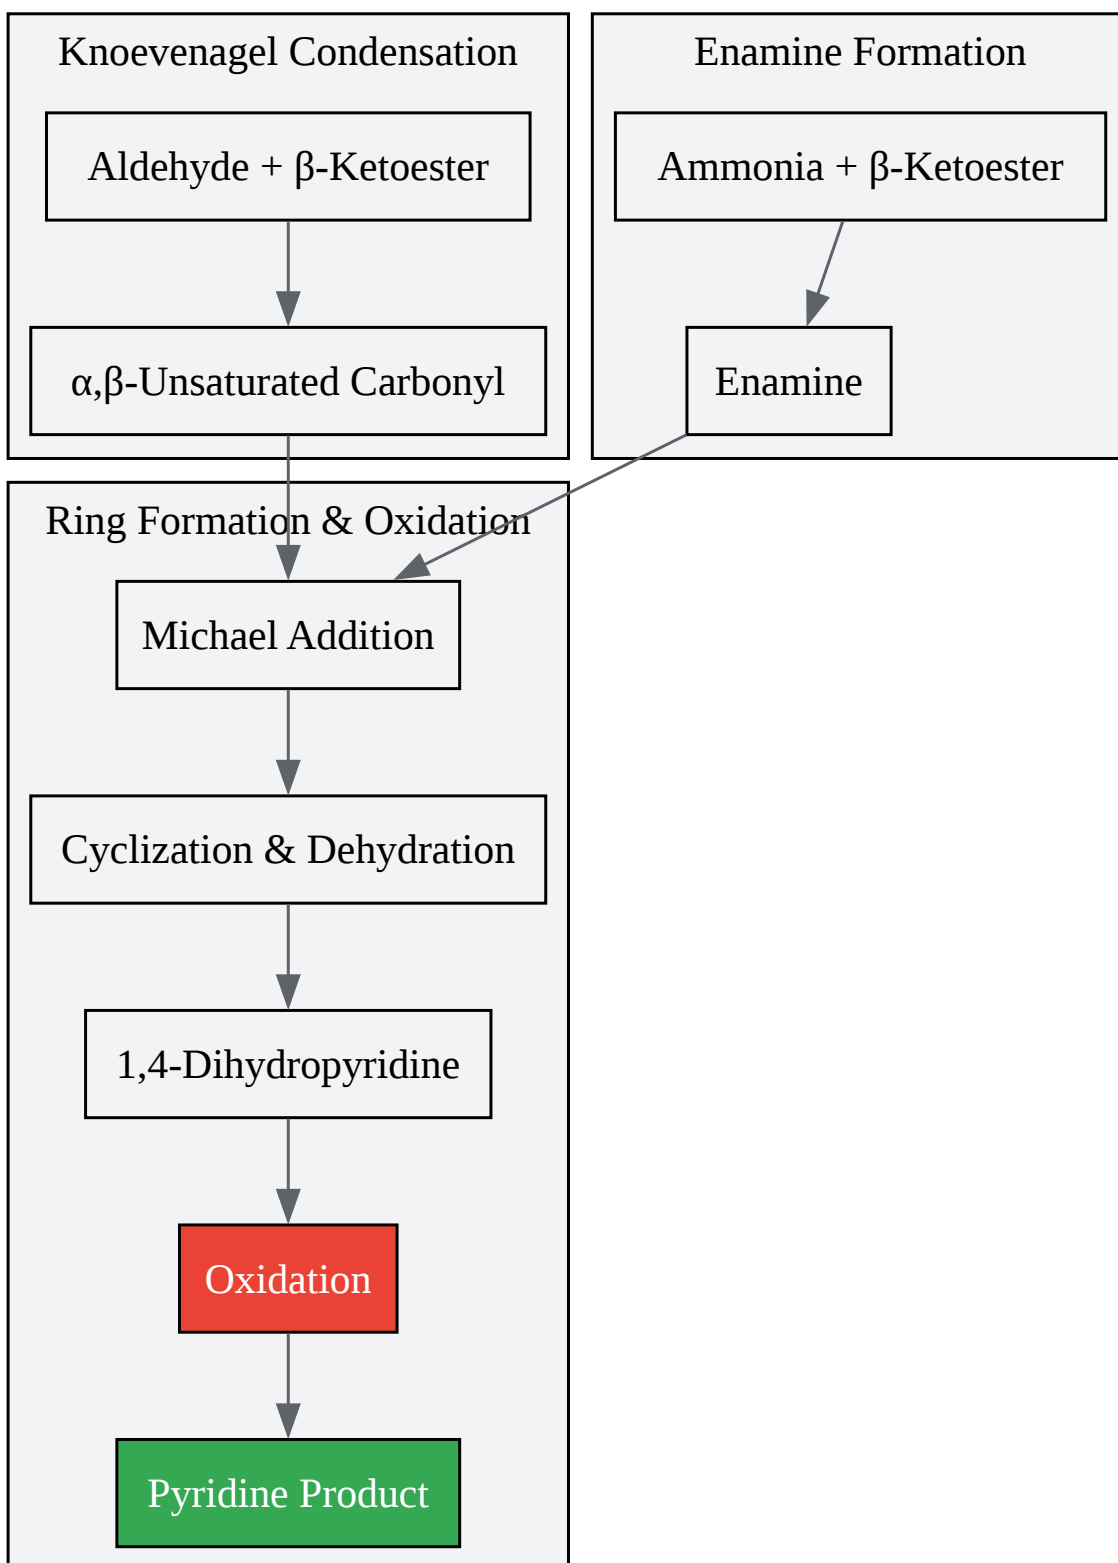 Knoevenagel Condensation
Aldehyde + β-Ketoester
α,β-Unsaturated Carbonyl
Enamine Formation
Ammonia + β-Ketoester
Enamine
Ring Formation & Oxidation
Michael Addition
Cyclization & Dehydration
1,4-Dihydropyridine
Oxidation
Pyridine Product